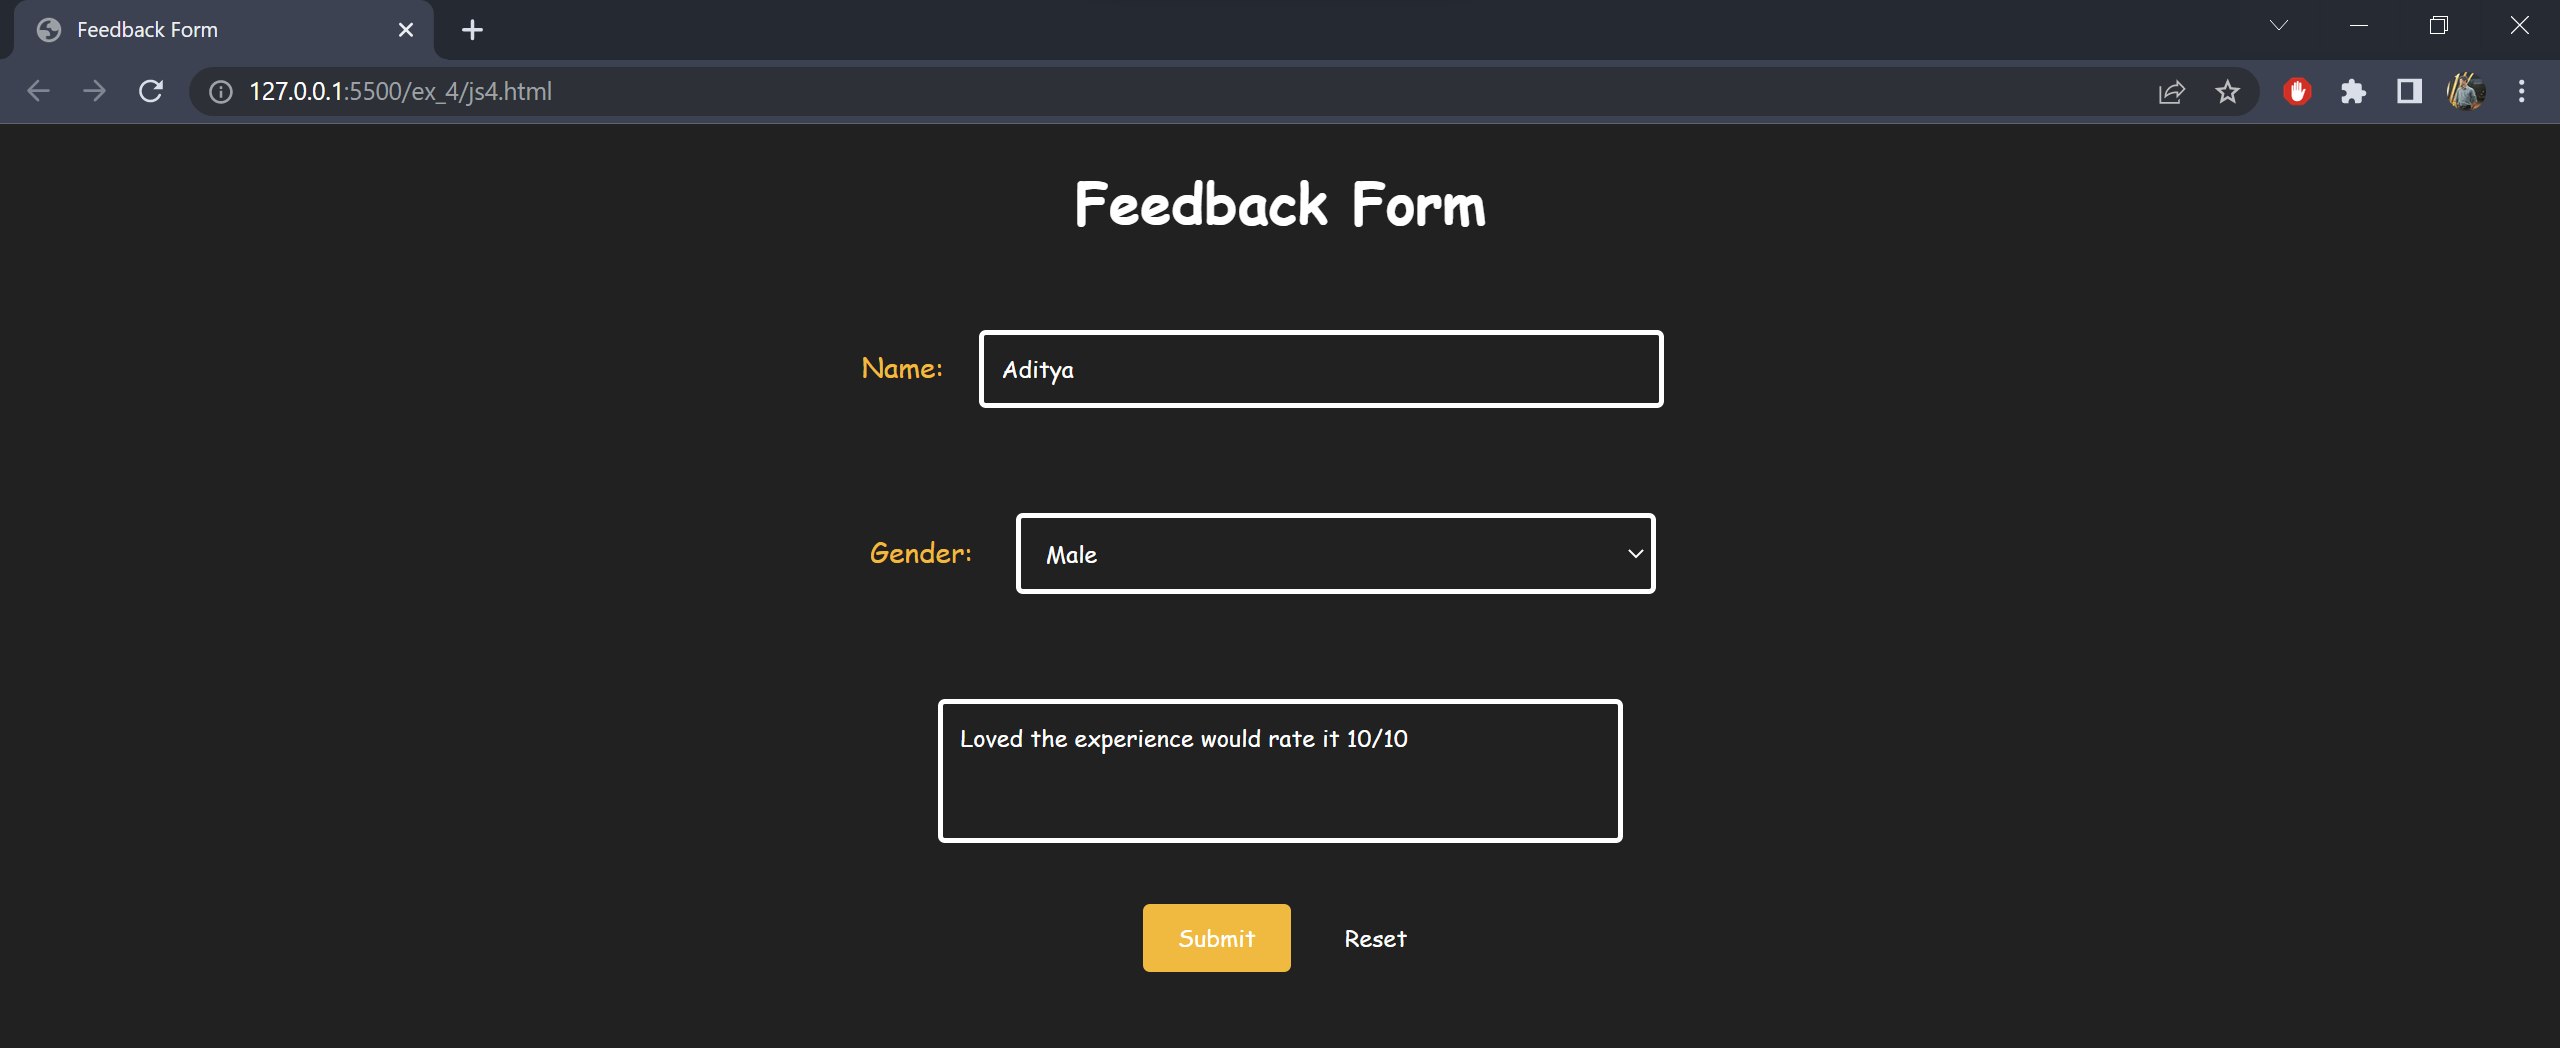 Feedback Form
127.0.0.1:5500/ex_4/js4.html
Feedback Form
Name: Aditya
Gender: Male
Loved the experience would rate it 10/10
Submit Reset